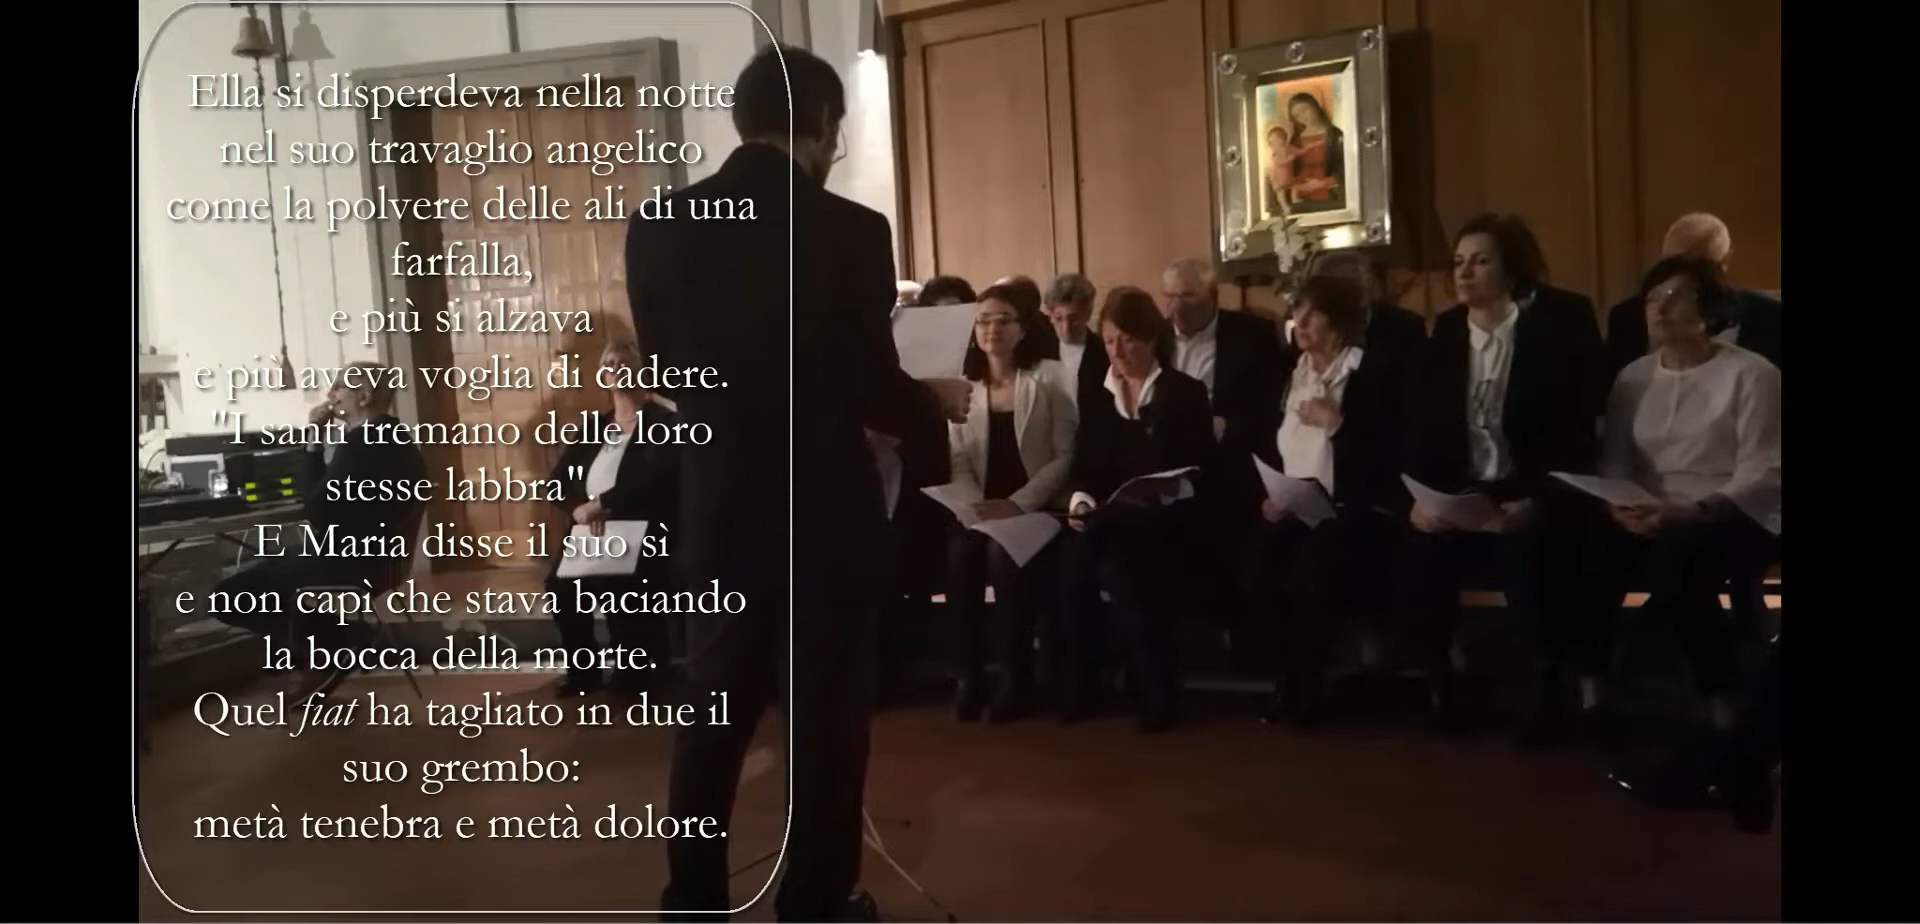 Ella si disperdeva nella notte
nel suo travaglio angelico
come la polvere delle ali di una
farfalla,
e più si alzava
e più aveva voglia di cadere.
"I santi tremano delle loro
stesse labbra".
E Maria disse il suo sì
e non capì che stava baciando
la bocca della morte.
Quel fiat ha tagliato in due il
suo grembo:
metà tenebra e metà dolore.